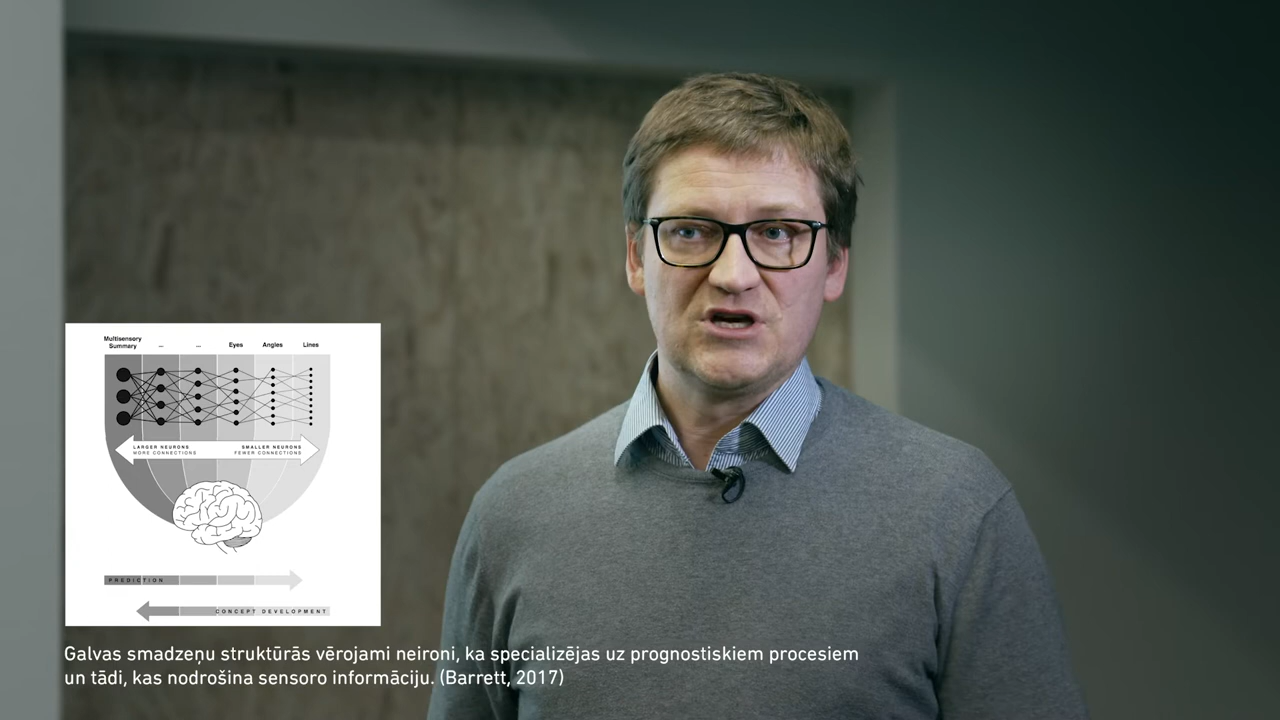 Multisensory
Summary ... ... Eyes Angles Lines
LARGER NEURONS SMALLER NEURONS
MORE CONNECTIONS FEWER CONNECTIONS
PREDICTION
CONCEPT DEVELOPMENT
Galvas smadzeņu struktūrās vērojami neironi, ka specializējas uz prognostiskiem procesiem
un tādi, kas nodrošina sensoro informāciju. (Barrett, 2017)